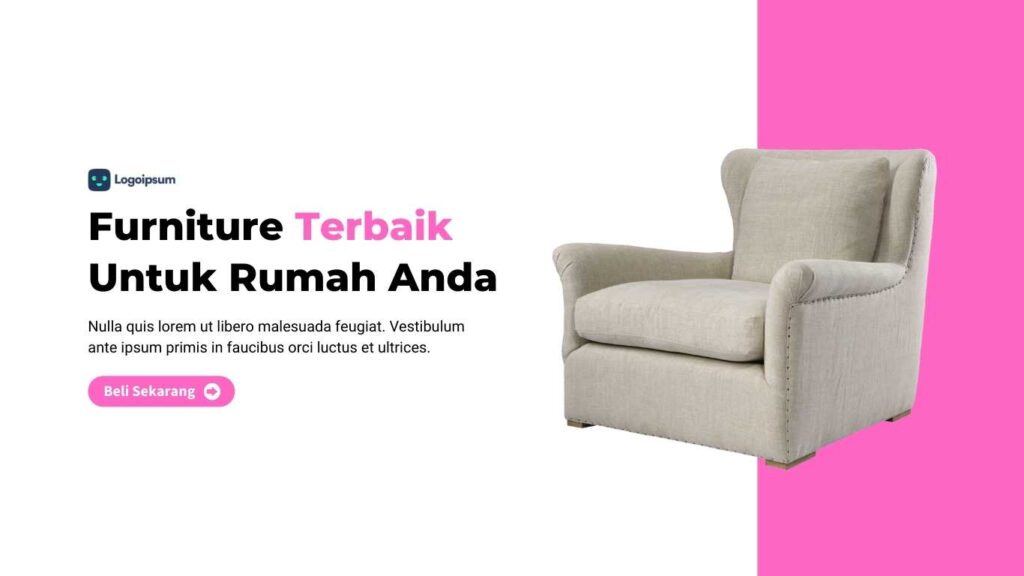 Logoipsum
Furniture Terbaik
Untuk Rumah Anda
Nulla quis lorem ut libero malesuada feugiat. Vestibulum
ante ipsum primis in faucibus orci luctus et ultrices.
Beli Sekarang